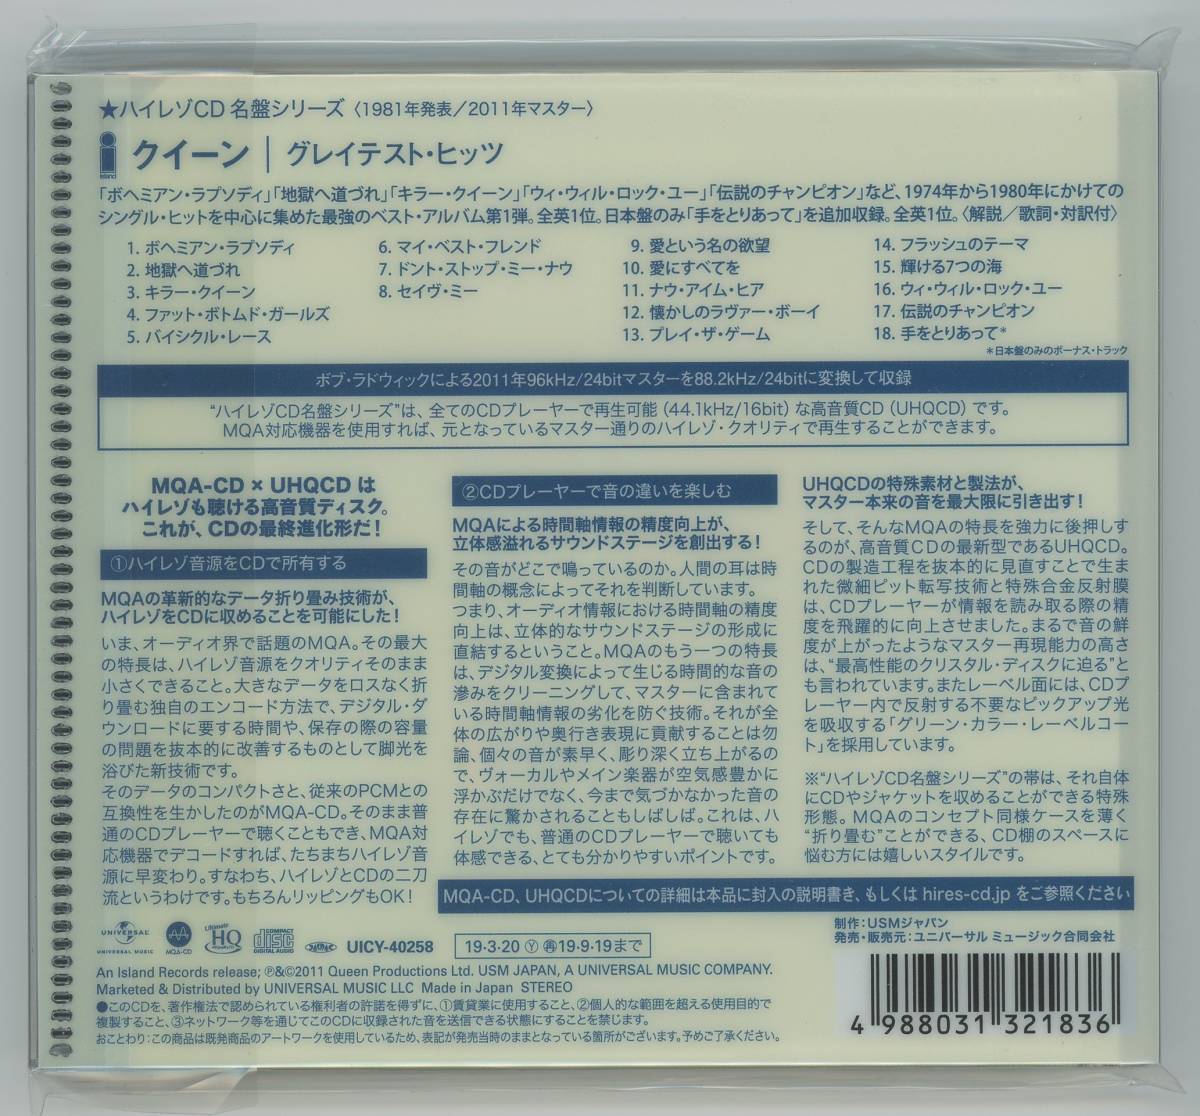 ★ハイレゾCD 名盤シリーズ〈1981年発表／2011年マスター〉
island
クイーン│グレイテスト・ヒッツ
「ボヘミアン・ラプソディ」「地獄へ道づれ」「キラー・クイーン」「ウィ・ウィル・ロック・ユー」「伝説のチャンピオン」など、1974年から1980年にかけての
シングル・ヒットを中心に集めた最強のベスト・アルバム第1弾。全英1位。日本盤のみ「手をとりあって」を追加収録。全英1位。〈解説／歌詞・対訳付〉
1. ボヘミアン・ラプソディ
2. 地獄へ道づれ
3. キラー・クイーン
4. ファット・ボトムド・ガールズ
5. バイシクル・レース
6. マイ・ベスト・フレンド
7. ドント・ストップ・ミー・ナウ
8. セイヴ・ミー
9. 愛という名の欲望
10. 愛にすべてを
11. ナウ・アイム・ヒア
12. 懐かしのラヴァー・ボーイ
13. プレイ・ザ・ゲーム
14. フラッシュのテーマ
15. 輝ける7つの海
16. ウィ・ウィル・ロック・ユー
17. 伝説のチャンピオン
18. 手をとりあって*
*日本盤のみのボーナス・トラック
ボブ・ラドウィックによる2011年96kHz/24bitマスターを88.2kHz/24bitに変換して収録
“ハイレゾCD名盤シリーズ”は、全てのCDプレーヤーで再生可能（44.1kHz/16bit）な高音質CD（UHQCD）です。
MQA対応機器を使用すれば、元となっているマスター通りのハイレゾ・クオリティで再生することができます。
MQA-CD × UHQCD は
ハイレゾも聴ける高音質ディスク。
これが、CDの最終進化形だ！
①ハイレゾ音源をCDで所有する
MQAの革新的なデータ折り畳み技術が、
ハイレゾをCDに収めることを可能にした！
いま、オーディオ界で話題のMQA。その最大
の特長は、ハイレゾ音源をクオリティそのまま
小さくできること。大きなデータをロスなく折
り畳む独自のエンコード方法で、デジタル・ダ
ウンロードに要する時間や、保存の際の容量
の問題を抜本的に改善するものとして脚光を
浴びた新技術です。
そのデータのコンパクトさと、従来のPCMとの
互換性を生かしたのがMQA-CD。そのまま普
通のCDプレーヤーで聴くこともでき、MQA対
応機器でデコードすれば、たちまちハイレゾ音
源に早変わり。すなわち、ハイレゾとCDの二刀
流というわけです。もちろんリッピングもOK！
②CDプレーヤーで音の違いを楽しむ
MQAによる時間軸情報の精度向上が、
立体感溢れるサウンドステージを創出する！
その音がどこで鳴っているのか。人間の耳は時
間軸の概念によってそれを判断しています。
つまり、オーディオ情報における時間軸の精度
向上は、立体的なサウンドステージの形成に
直結するということ。MQAのもう一つの特長
は、デジタル変換によって生じる時間的な音の
滲みをクリーニングして、マスターに含まれて
いる時間軸情報の劣化を防ぐ技術。それが全
体の広がりや奥行き表現に貢献することは勿
論、個々の音が素早く、彫り深く立ち上がるの
で、ヴォーカルやメイン楽器が空気感豊かに
浮かぶだけでなく、今まで気づかなかった音の
存在に驚かされることもしばしば。これは、ハ
イレゾでも、普通のCDプレーヤーで聴いても
体感できる、とても分かりやすいポイントです。
UHQCDの特殊素材と製法が、
マスター本来の音を最大限に引き出す！
そして、そんなMQAの特長を強力に後押しす
るのが、高音質CDの最新型であるUHQCD。
CDの製造工程を抜本的に見直すことで生ま
れた微細ピット転写技術と特殊合金反射膜
は、CDプレーヤーが情報を読み取る際の精
度を飛躍的に向上させました。まるで音の鮮
度が上がったようなマスター再現能力の高さ
は、“最高性能のクリスタル・ディスクに迫る”と
も言われています。またレーベル面には、CDプ
レーヤー内で反射する不要なピックアップ光
を吸収する「グリーン・カラー・レーベルコー
ト」を採用しています。
※“ハイレゾCD名盤シリーズ”の帯は、それ自体
にCDやジャケットを収めることができる特殊
形態。MQAのコンセプト同様ケースを薄く
“折り畳む”ことができる、CD棚のスペースに
悩む方には嬉しいスタイルです。
MQA-CD、UHQCDについての詳細は本品に封入の説明書き、もしくは hires-cd.jp をご参照ください
UNIVERSAL
UNIVERSAL MUSIC
MQA-CD
Ultimate HQ
COMPACT disc DIGITAL AUDIO
UICY-40258
19・3・20 Ⓨ ㊢ 19・9・19まで
制作：USMジャパン
発売・販売元：ユニバーサル ミュージック合同会社
An Island Records release; ℗&©2011 Queen Productions Ltd. USM JAPAN, A UNIVERSAL MUSIC COMPANY.
Marketed & Distributed by UNIVERSAL MUSIC LLC Made in Japan STEREO
●このCDを、著作権法で認められている権利者の許諾を得ずに、①賃貸業に使用すること、②個人的な範囲を超える使用目的で
複製すること、③ネットワーク等を通じてこのCDに収録された音を送信できる状態にすることを禁じます。
おことわり：この商品は既発商品のアートワークを使用しているため、表記が発売当時のままとなっている箇所がございます。予めご了承ください。
4 988031 321836